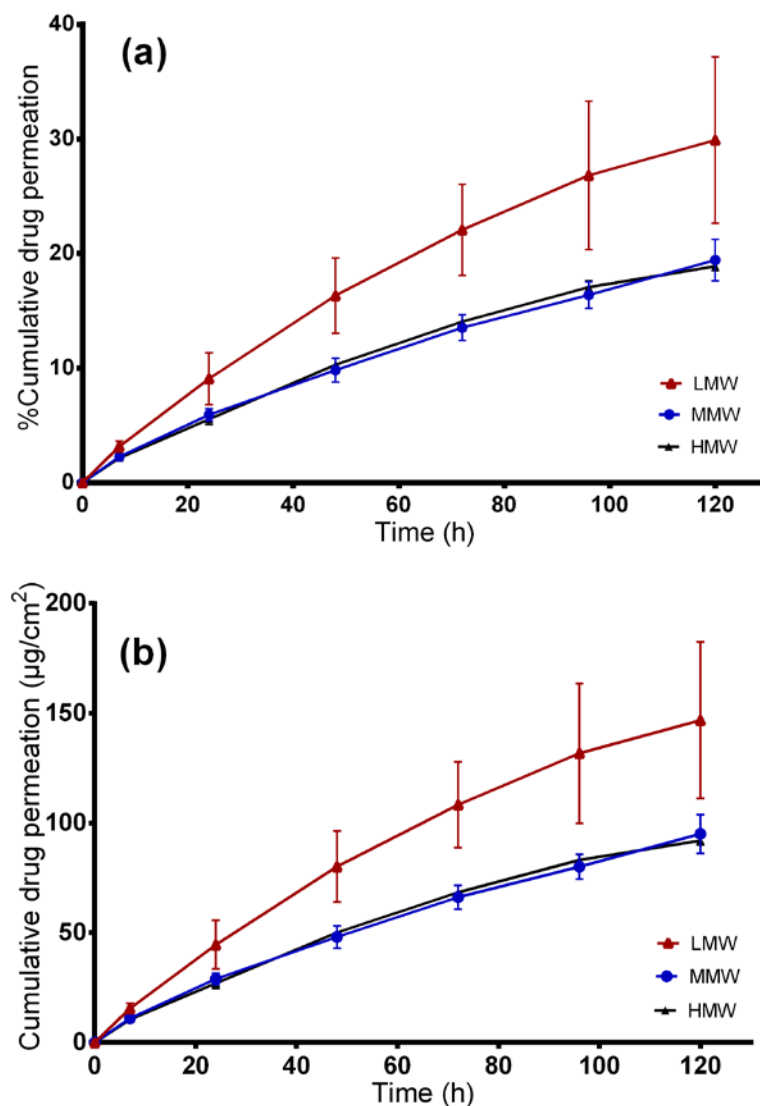 (a)
%Cumulative drug permeation
40
30
20
10
0
0 20 40 60 80 100 120
Time (h)
LMW
MMW
HMW
(b)
Cumulative drug permeation (µg/cm²)
200
150
100
50
0
0 20 40 60 80 100 120
Time (h)
LMW
MMW
HMW